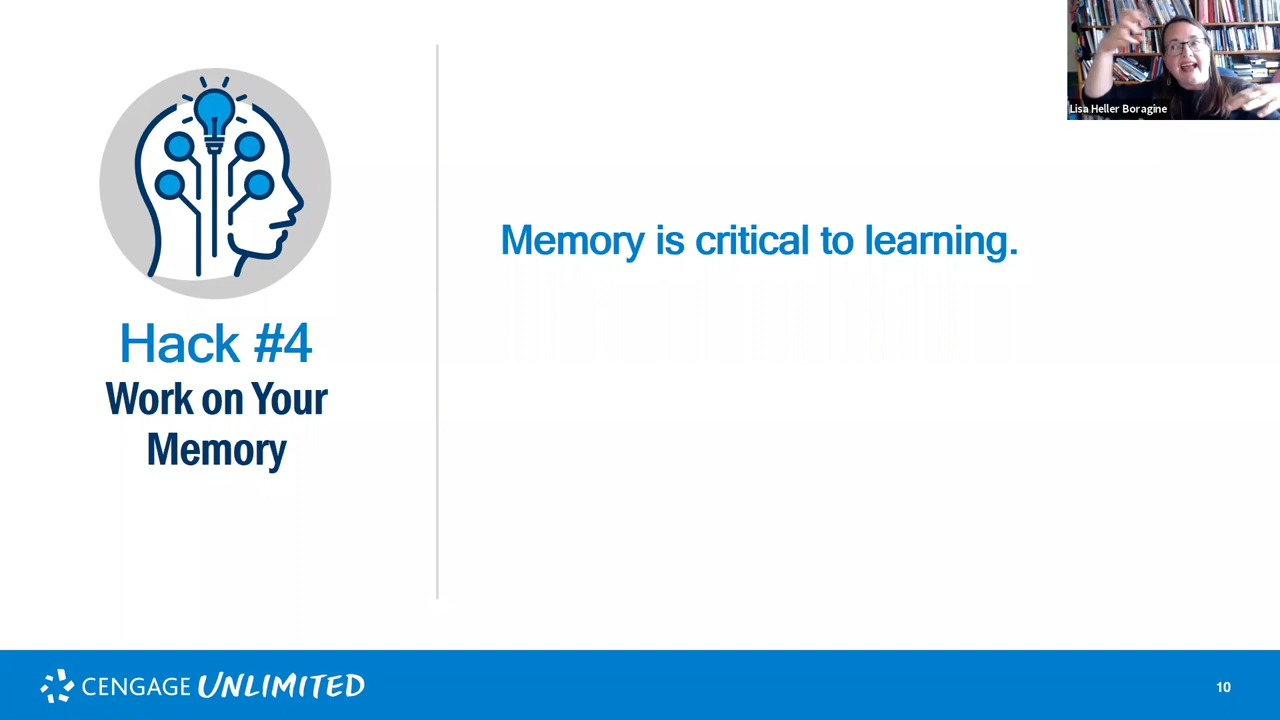 Lisa Heller Boragine
Memory is critical to learning.
Hack #4
Work on Your
Memory
CENGAGE UNLIMITED
10